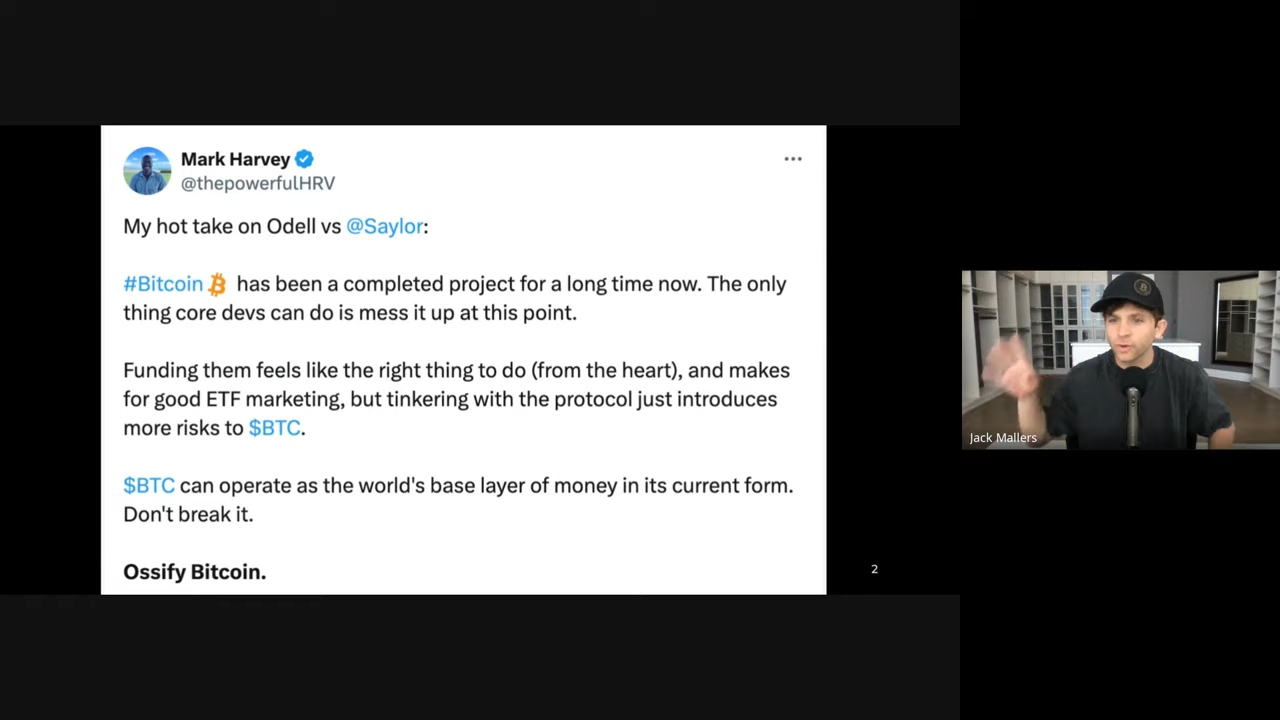 Mark Harvey
@thepowerfulHRV
My hot take on Odell vs @Saylor:
#Bitcoin has been a completed project for a long time now. The only
thing core devs can do is mess it up at this point.
Funding them feels like the right thing to do (from the heart), and makes
for good ETF marketing, but tinkering with the protocol just introduces
more risks to $BTC.
$BTC can operate as the world's base layer of money in its current form.
Don't break it.
Ossify Bitcoin.
2
Jack Mallers